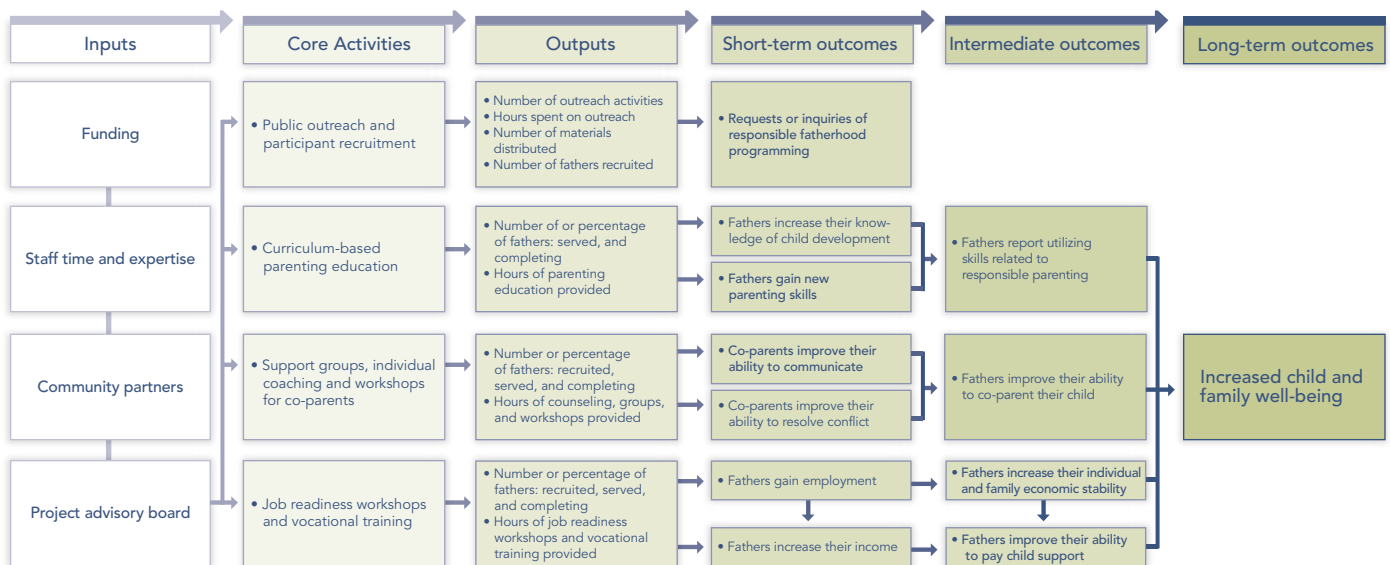 Inputs
Core Activities
Outputs
Short-term outcomes
Intermediate outcomes
Long-term outcomes
Funding
• Public outreach and
participant recruitment
• Number of outreach activities
• Hours spent on outreach
• Number of materials
distributed
• Number of fathers recruited
• Requests or inquiries of
responsible fatherhood
programming
Staff time and expertise
• Curriculum-based
parenting education
• Number of or percentage
of fathers: served, and
completing
• Hours of parenting
education provided
• Fathers increase their know-
ledge of child development
• Fathers gain new
parenting skills
• Fathers report utilizing
skills related to
responsible parenting
Community partners
• Support groups, individual
coaching and workshops
for co-parents
• Number or percentage
of fathers: recruited,
served, and completing
• Hours of counseling, groups,
and workshops provided
• Co-parents improve their
ability to communicate
• Co-parents improve their
ability to resolve conflict
• Fathers improve their ability
to co-parent their child
Increased child and
family well-being
Project advisory board
• Job readiness workshops
and vocational training
• Number or percentage of
fathers: recruited, served,
and completing
• Hours of job readiness
workshops and vocational
training provided
• Fathers gain employment
• Fathers increase their income
• Fathers increase their individual
and family economic stability
• Fathers improve their ability
to pay child support